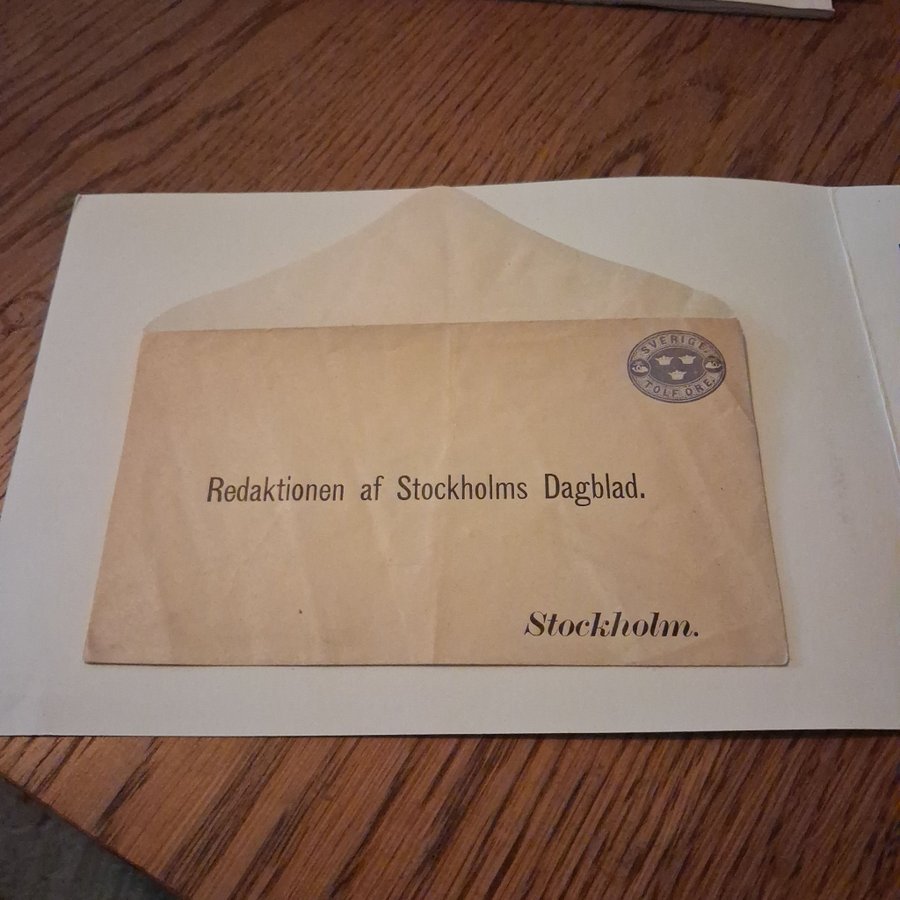 SVERIGE.
TOLF ÖRE.
Redaktionen af Stockholms Dagblad.
Stockholm.